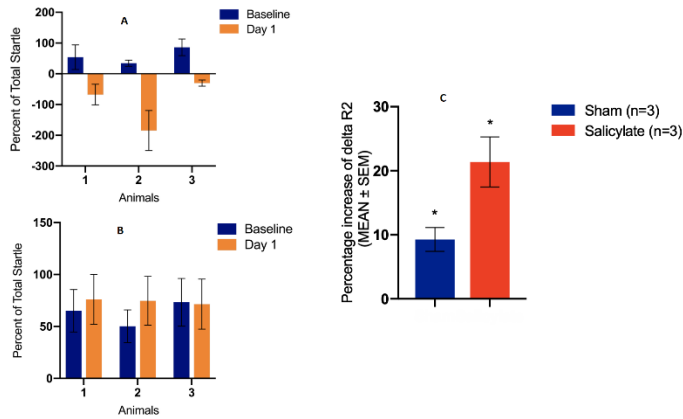 A
Baseline
Day 1
Percent of Total Startle
200
100
0
-100
-200
-300
1 2 3
Animals
B
Baseline
Day 1
Percent of Total Startle
150
100
50
0
1 2 3
Animals
C
Sham (n=3)
Salicylate (n=3)
Percentage increase of delta R2
(MEAN ± SEM)
30
20
10
0
*
*